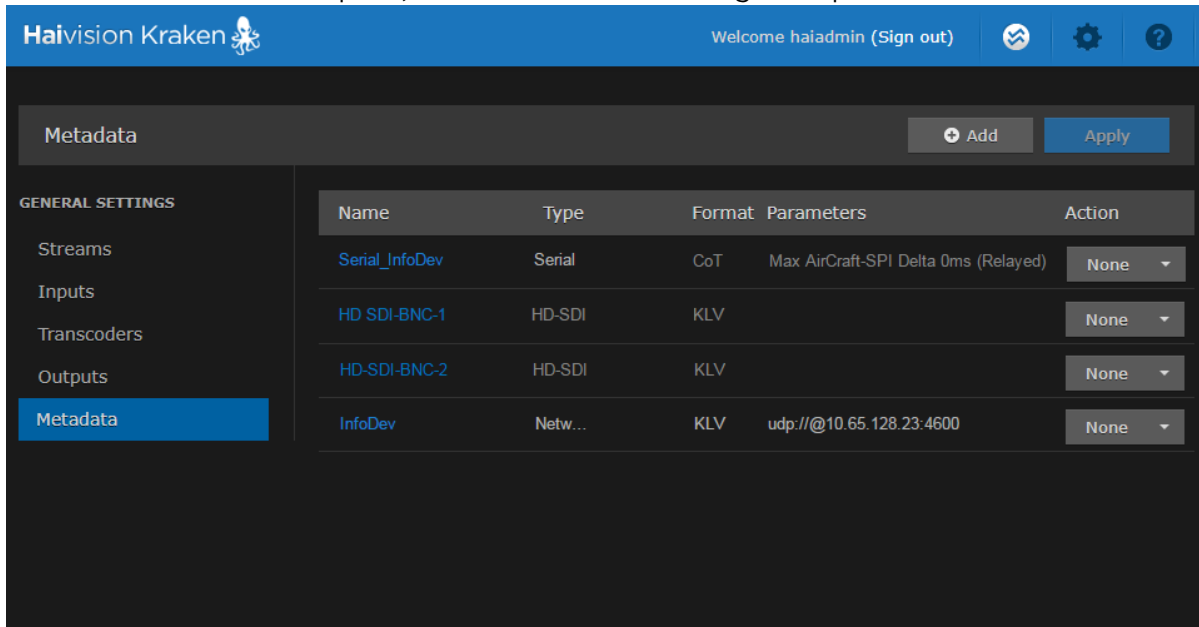 Haivision Kraken
Welcome haiadmin (Sign out)
Metadata
Add
Apply
GENERAL SETTINGS
Streams
Inputs
Transcoders
Outputs
Metadata
Name Type Format Parameters Action
Serial_InfoDev Serial CoT Max AirCraft-SPI Delta 0ms (Relayed) None
HD SDI-BNC-1 HD-SDI KLV None
HD-SDI-BNC-2 HD-SDI KLV None
InfoDev Netw... KLV udp://@10.65.128.23:4600 None